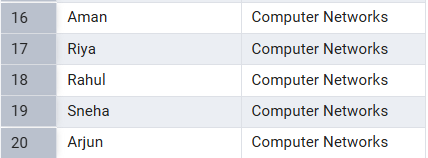 16 Aman Computer Networks
17 Riya Computer Networks
18 Rahul Computer Networks
19 Sneha Computer Networks
20 Arjun Computer Networks